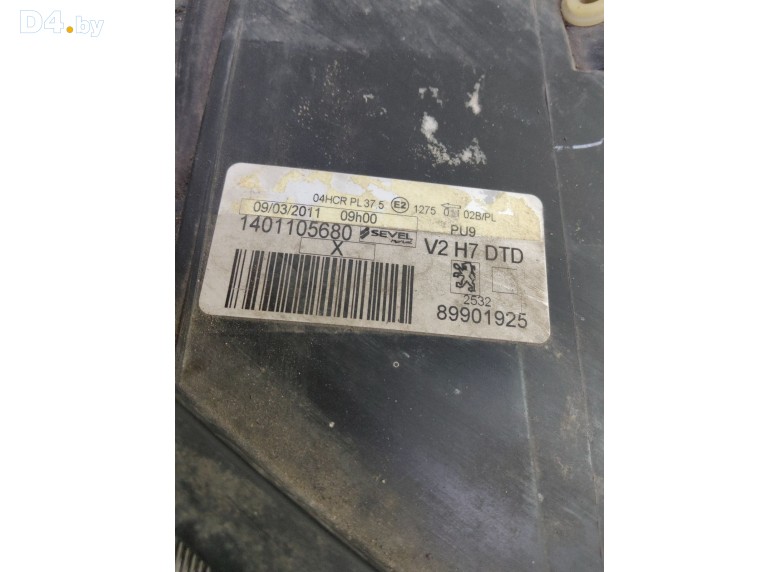 D4.by
04HCR PL 37 5 E2 1275 02B/PL
09/03/2011 09h00 PU9
1401105680 SEVEL V2 H7 DTD
X
2532
89901925